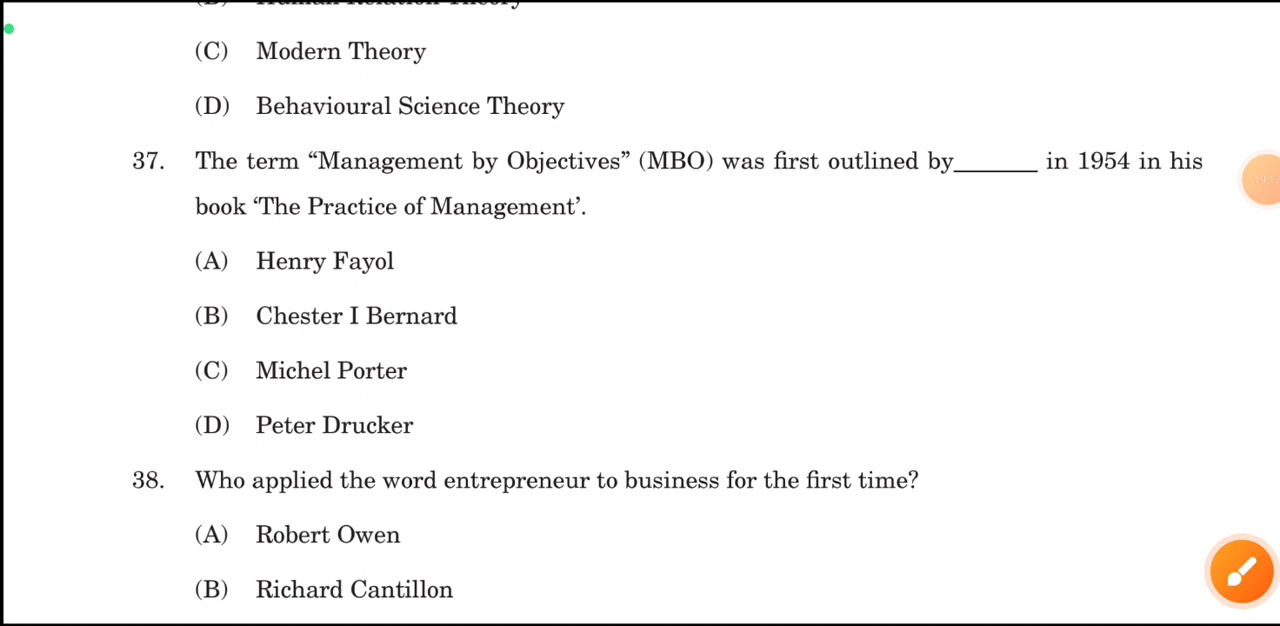 (C) Modern Theory
(D) Behavioural Science Theory
37. The term “Management by Objectives” (MBO) was first outlined by______ in 1954 in his
book ‘The Practice of Management’.
(A) Henry Fayol
(B) Chester I Bernard
(C) Michel Porter
(D) Peter Drucker
38. Who applied the word entrepreneur to business for the first time?
(A) Robert Owen
(B) Richard Cantillon